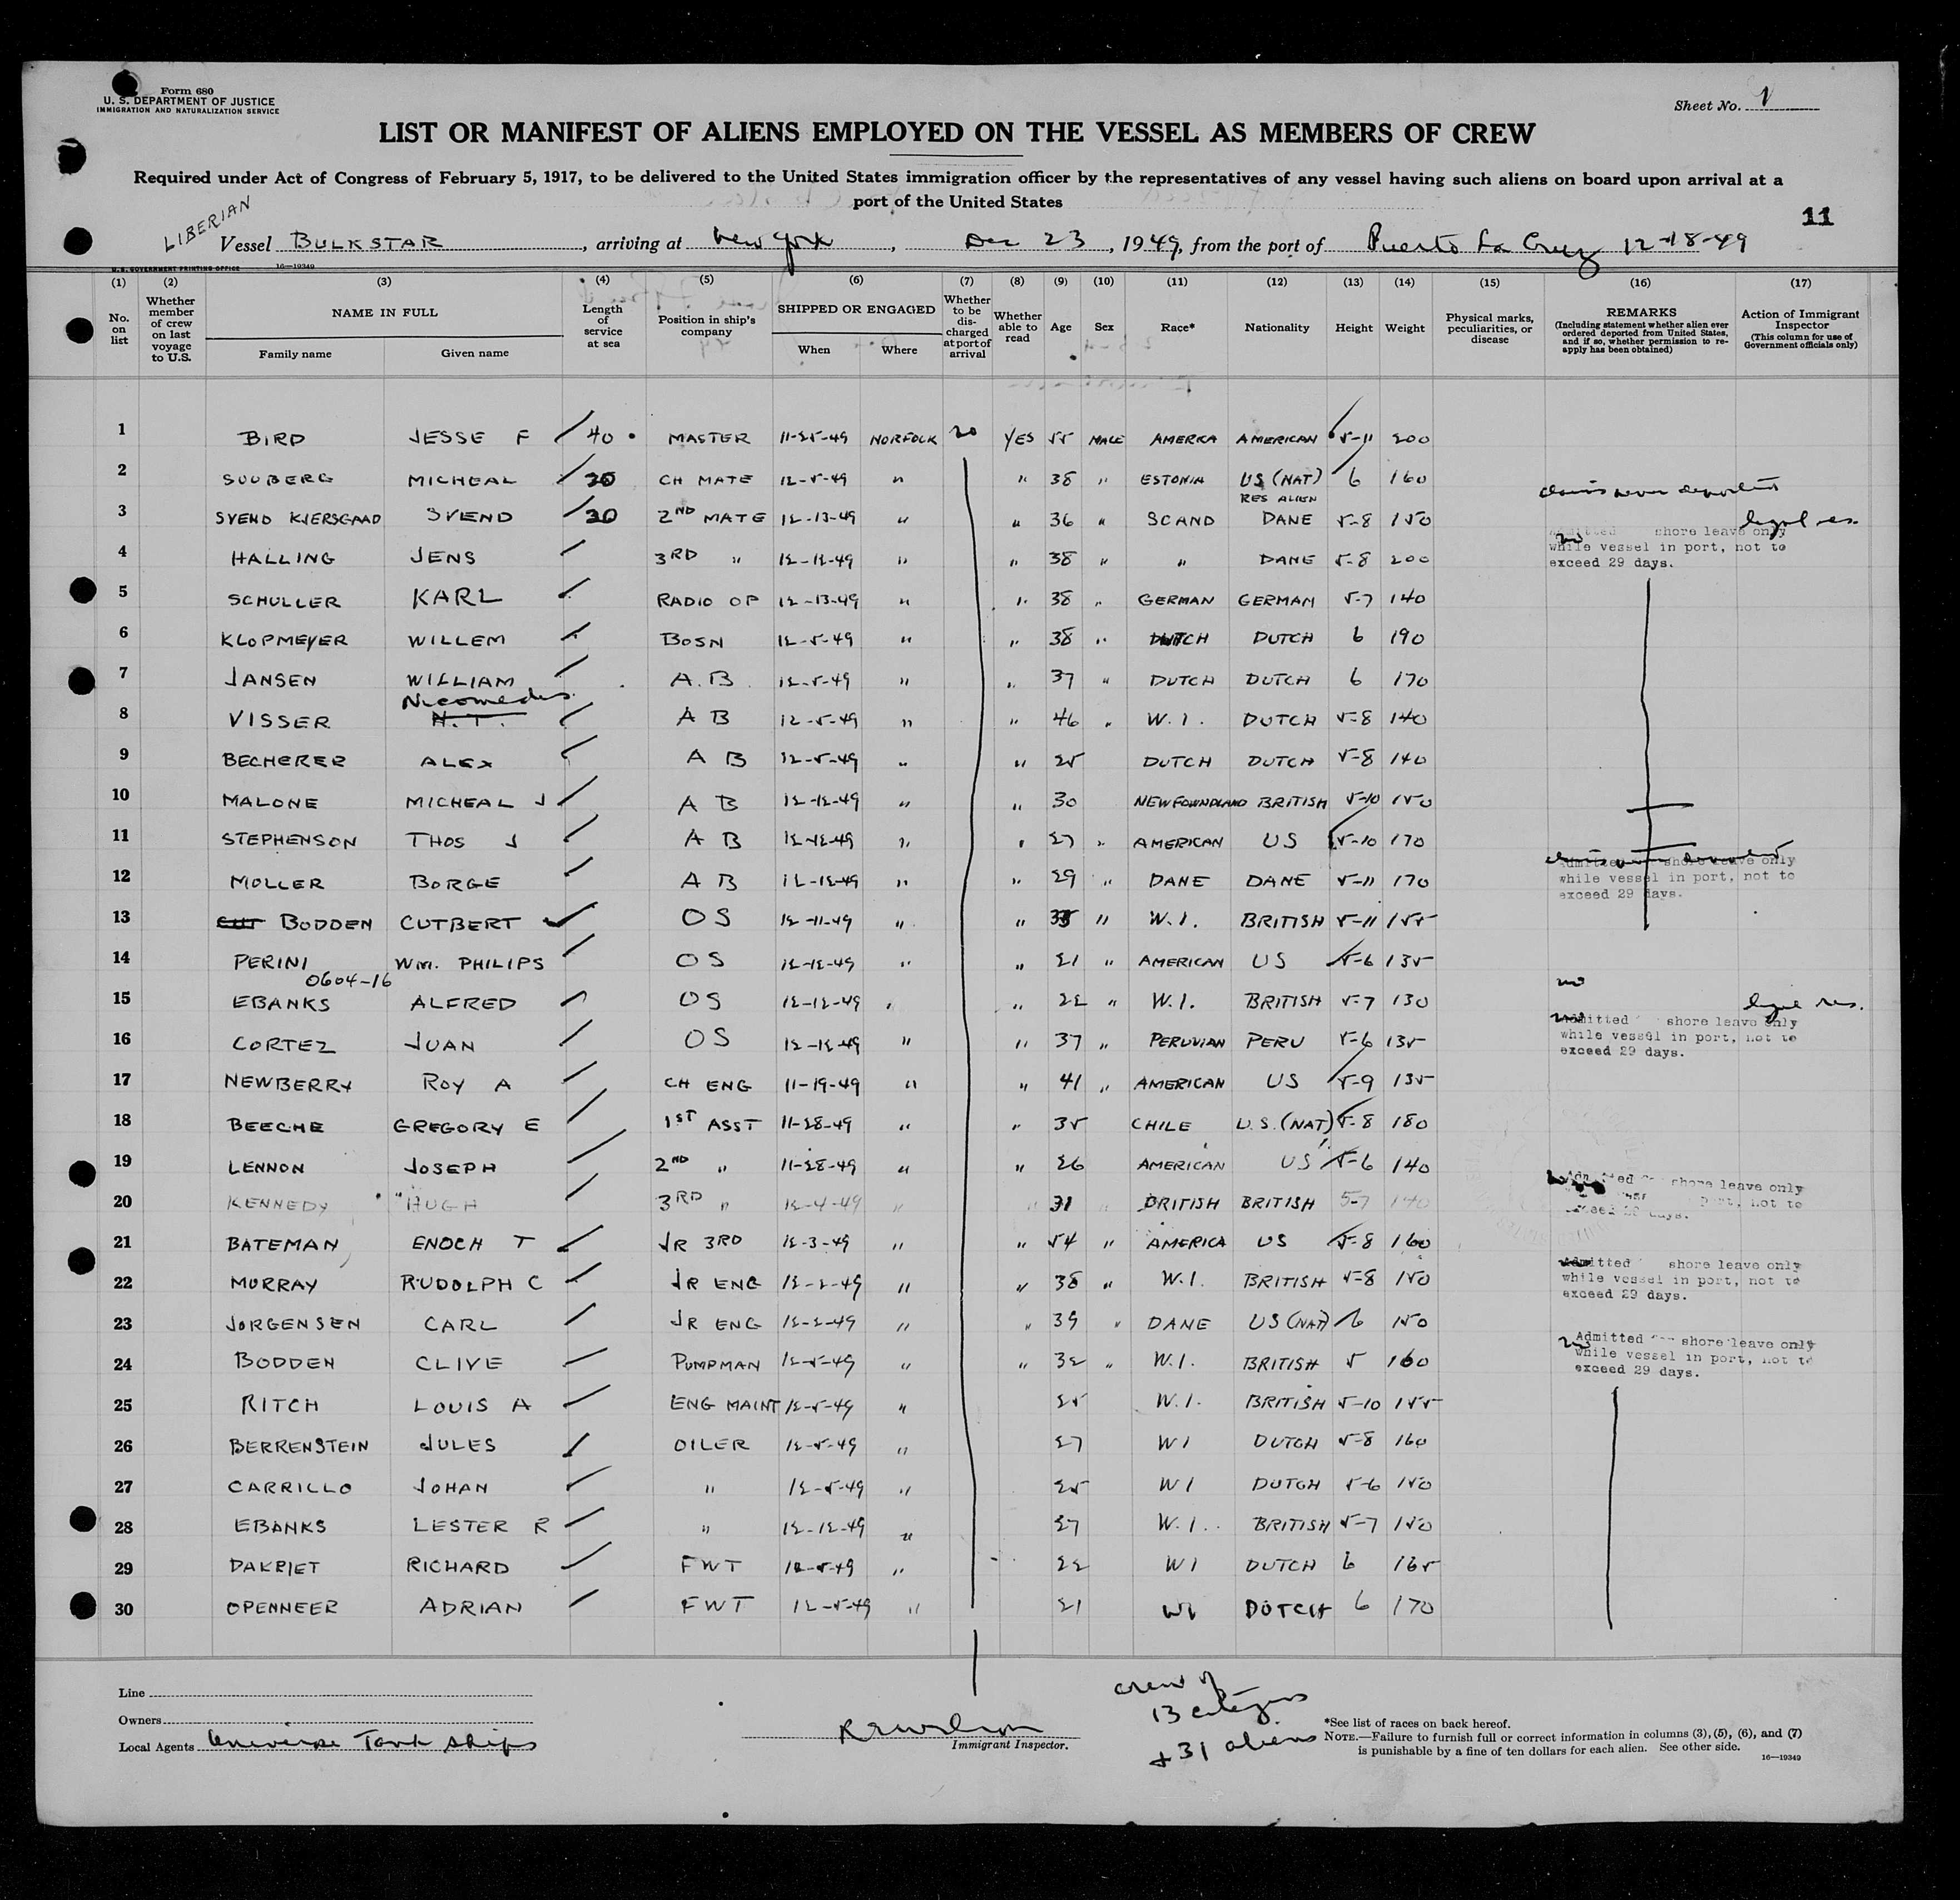 Form 680
U. S. DEPARTMENT OF JUSTICE
IMMIGRATION AND NATURALIZATION SERVICE
Sheet No. 1
LIST OR MANIFEST OF ALIENS EMPLOYED ON THE VESSEL AS MEMBERS OF CREW
Required under Act of Congress of February 5, 1917, to be delivered to the United States immigration officer by the representatives of any vessel having such aliens on board upon arrival at a
port of the United States
11
LIBERIAN
Vessel BULKSTAR, arriving at New York, Dec 23, 1949, from the port of Puerto La Cruz 12-18-49
U. S. GOVERNMENT PRINTING OFFICE 16—19349
(1) (2) (3) (4) (5) (6) (7) (8) (9) (10) (11) (12) (13) (14) (15) (16) (17)
No. on list
Whether member of crew on last voyage to U.S.
NAME IN FULL
Family name Given name
Length of service at sea
Position in ship's company
SHIPPED OR ENGAGED
When Where
Whether to be discharged at port of arrival
Whether able to read
Age
Sex
Race*
Nationality
Height
Weight
Physical marks, peculiarities, or disease
REMARKS
(Including statement whether alien ever ordered deported from United States, and if so, whether permission to reapply has been obtained)
Action of Immigrant Inspector
(This column for use of Government officials only)
1 BIRD JESSE F 40 MASTER 11-25-49 NORFOLK no YES 55 MALE AMERKA AMERICAN 5-11 200
2 SUUBERG MICHEAL 30 CH MATE 12-5-49 " " 38 " ESTONIA US (NAT) 6 160
RES ALIEN
3 SVEND KJERSGAAD SVEND 20 2ND MATE 12-13-49 " " 36 " SCAND DANE 5-8 150 legal res.
4 HALLING JENS 3RD " 12-12-49 " " 38 " " DANE 5-8 200
Admitted shore leave only
while vessel in port, not to
exceed 29 days.
5 SCHULLER KARL RADIO OP 12-13-49 " " 38 " GERMAN GERMAN 5-7 140
6 KLOPMEYER WILLEM BOSN 12-5-49 " " 38 " DUTCH DUTCH 6 190
7 JANSEN WILLIAM A.B. 12-5-49 " " 37 " DUTCH DUTCH 6 170
Nicomedes
8 VISSER N.T. A B 12-5-49 " " 46 " W.I. DUTCH 5-8 140
9 BECHERER ALEX A B 12-5-49 " " 25 DUTCH DUTCH 5-8 140
10 MALONE MICHEAL J A B 12-12-49 " " 30 NEWFOWNDLAND BRITISH 5-10 150
11 STEPHENSON THOS J A B 12-12-49 " " 27 " AMERICAN US 5-10 170
12 MOLLER BORGE A B 12-12-49 " " 29 " DANE DANE 5-11 170
Admitted shore leave only
while vessel in port, not to
exceed 29 days.
13 CUT BODDEN CUTBERT OS 12-11-49 " " 35 " W.I. BRITISH 5-11 155
14 PERINI WM. PHILIPS OS 12-12-49 " " 21 " AMERICAN US 5-6 135
0604-16
15 EBANKS ALFRED OS 12-12-49 " " 22 " W.I. BRITISH 5-7 130 no legal res.
16 CORTEZ JUAN OS 12-12-49 " " 37 " PERUVIAN PERU 5-6 135
Admitted shore leave only
while vessel in port, not to
exceed 29 days.
17 NEWBERRY ROY A CH ENG 11-19-49 " " 41 " AMERICAN US 5-9 135
18 BEECHE GREGORY E 1ST ASST 11-28-49 " " 35 CHILE U.S. (NAT) 5-8 180
19 LENNON JOSEPH 2ND " 11-28-49 " " 26 AMERICAN US 5-6 140
20 KENNEDY HUGH 3RD " 12-4-49 " " 31 " BRITISH BRITISH 5-7 140
shore leave only
not to
exceed 29 days.
21 BATEMAN ENOCH T JR 3RD 12-3-49 " " 54 " AMERICA US 5-8 160
22 MURRAY RUDOLPH C JR ENG 12-2-49 " " 38 " W.I. BRITISH 5-8 150
Admitted shore leave only
while vessel in port, not to
exceed 29 days.
23 JORGENSEN CARL JR ENG 12-2-49 " " 39 " DANE US (NAT) 6 150
24 BODDEN CLIVE PUMPMAN 12-5-49 " " 32 " W.I. BRITISH 5 160
no Admitted shore leave only
while vessel in port, not to
exceed 29 days.
25 RITCH LOUIS A ENG MAINT 12-5-49 " 25 W.I. BRITISH 5-10 155
26 BERRENSTEIN JULES OILER 12-5-49 " 27 WI DUTCH 5-8 160
27 CARRILLO JOHAN " 12-5-49 " 25 WI DUTCH 5-6 150
28 EBANKS LESTER R " 12-12-49 " 27 W.I. BRITISH 5-7 150
29 DAKRIET RICHARD FWT 12-5-49 " 22 WI DUTCH 6 165
30 OPENNEER ADRIAN FWT 12-5-49 " 21 WI DUTCH 6 170
Line
Owners
Local Agents Universe Tank Ships
Immigrant Inspector.
crew of
13 citizens
+ 31 aliens
*See list of races on back hereof.
NOTE.—Failure to furnish full or correct information in columns (3), (5), (6), and (7)
is punishable by a fine of ten dollars for each alien. See other side.
16—19349